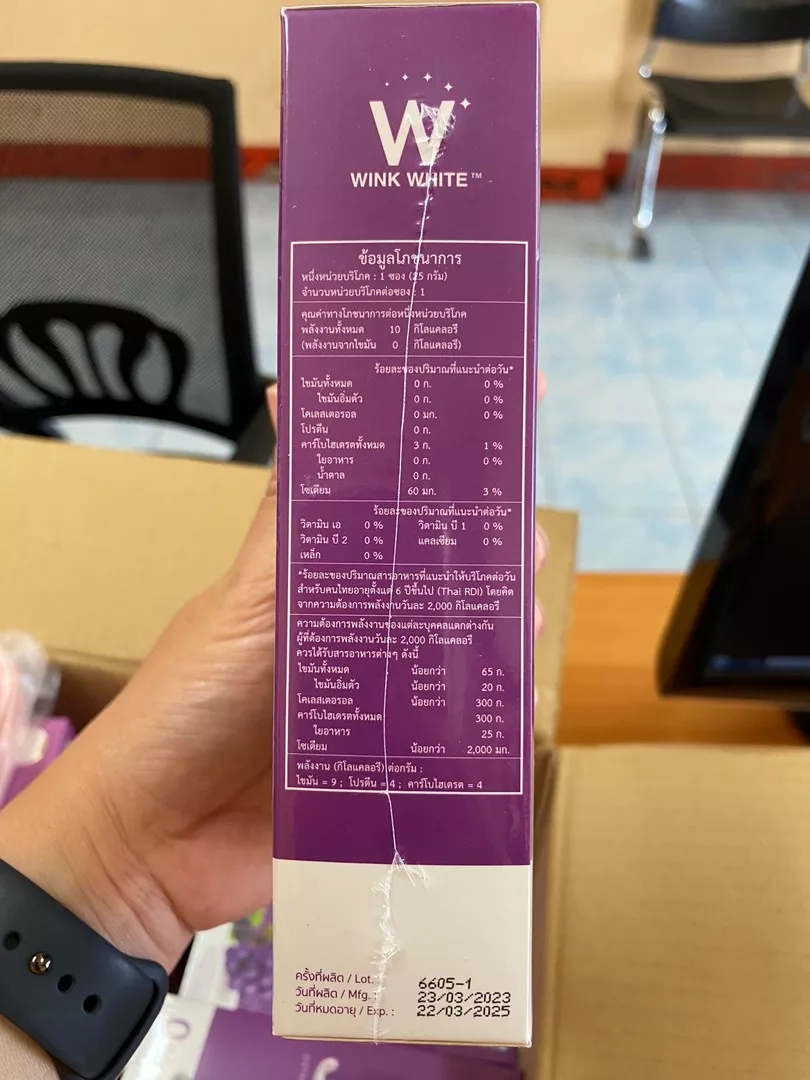 W
WINK WHITE™
ข้อมูลโภชนาการ
หนึ่งหน่วยบริโภค : 1 ซอง (25 กรัม)
จำนวนหน่วยบริโภคต่อซอง : 1
คุณค่าทางโภชนาการต่อหนึ่งหน่วยบริโภค
พลังงานทั้งหมด 10 กิโลแคลอรี
(พลังงานจากไขมัน 0 กิโลแคลอรี)
ร้อยละของปริมาณที่แนะนำต่อวัน*
ไขมันทั้งหมด 0 ก. 0 %
ไขมันอิ่มตัว 0 ก. 0 %
โคเลสเตอรอล 0 มก. 0 %
โปรตีน 0 ก.
คาร์โบไฮเดรตทั้งหมด 3 ก. 1 %
ใยอาหาร 0 ก. 0 %
น้ำตาล 0 ก.
โซเดียม 60 มก. 3 %
ร้อยละของปริมาณที่แนะนำต่อวัน*
วิตามิน เอ 0 % วิตามิน บี 1 0 %
วิตามิน บี 2 0 % แคลเซียม 0 %
เหล็ก 0 %
*ร้อยละของปริมาณสารอาหารที่แนะนำให้บริโภคต่อวัน
สำหรับคนไทยอายุตั้งแต่ 6 ปีขึ้นไป (Thai RDI) โดยคิด
จากความต้องการพลังงานวันละ 2,000 กิโลแคลอรี
ความต้องการพลังงานของแต่ละบุคคลแตกต่างกัน
ผู้ที่ต้องการพลังงานวันละ 2,000 กิโลแคลอรี
ควรได้รับสารอาหารต่างๆ ดังนี้
ไขมันทั้งหมด น้อยกว่า 65 ก.
ไขมันอิ่มตัว น้อยกว่า 20 ก.
โคเลสเตอรอล น้อยกว่า 300 ก.
คาร์โบไฮเดรตทั้งหมด 300 ก.
ใยอาหาร 25 ก.
โซเดียม น้อยกว่า 2,000 มก.
พลังงาน (กิโลแคลอรี) ต่อกรัม :
ไขมัน = 9 ; โปรตีน = 4 ; คาร์โบไฮเดรต = 4
ครั้งที่ผลิต / Lot. : 6605-1
วันที่ผลิต / Mfg. : 23/03/2023
วันที่หมดอายุ / Exp. : 22/03/2025